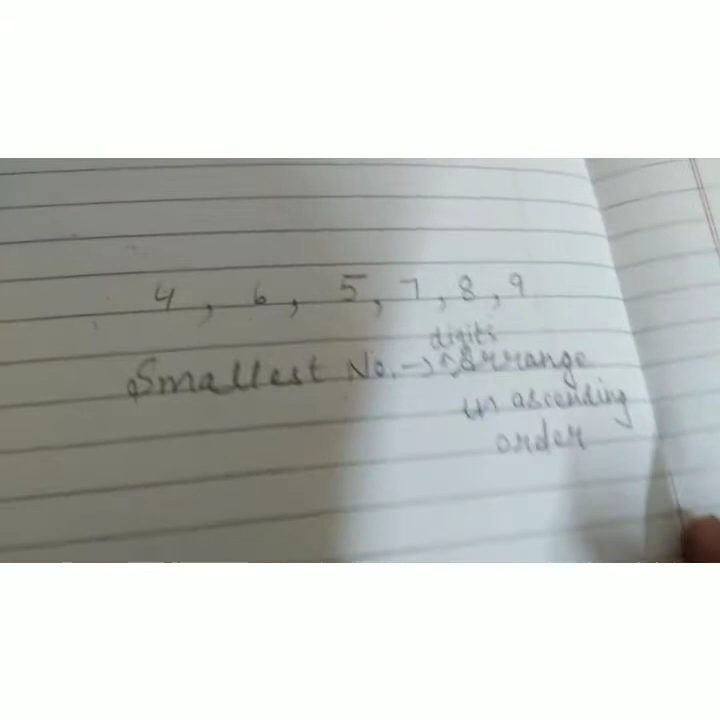 4, 6, 5, 7, 8, 9
digits
Smallest No. → ^ Arrange
in ascending
order